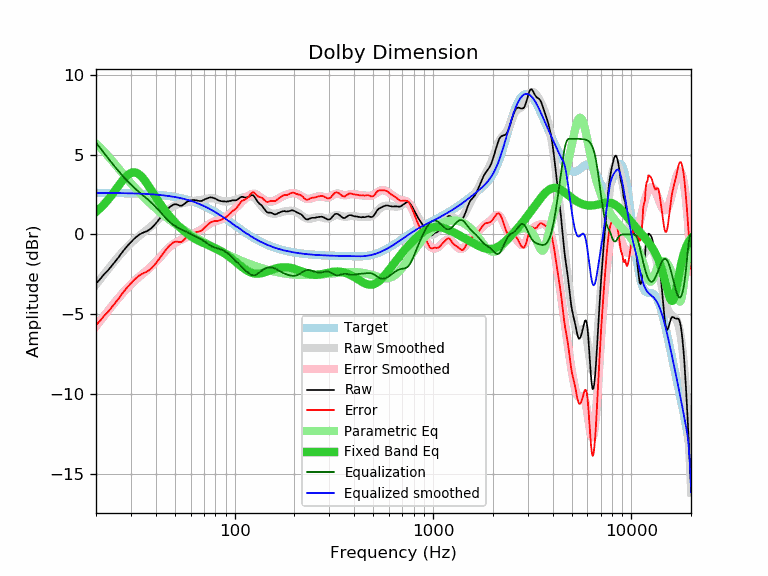 Dolby Dimension
10
5
0
−5
−10
−15
Amplitude (dBr)
Target
Raw Smoothed
Error Smoothed
Raw
Error
Parametric Eq
Fixed Band Eq
Equalization
Equalized smoothed
100
1000
10000
Frequency (Hz)